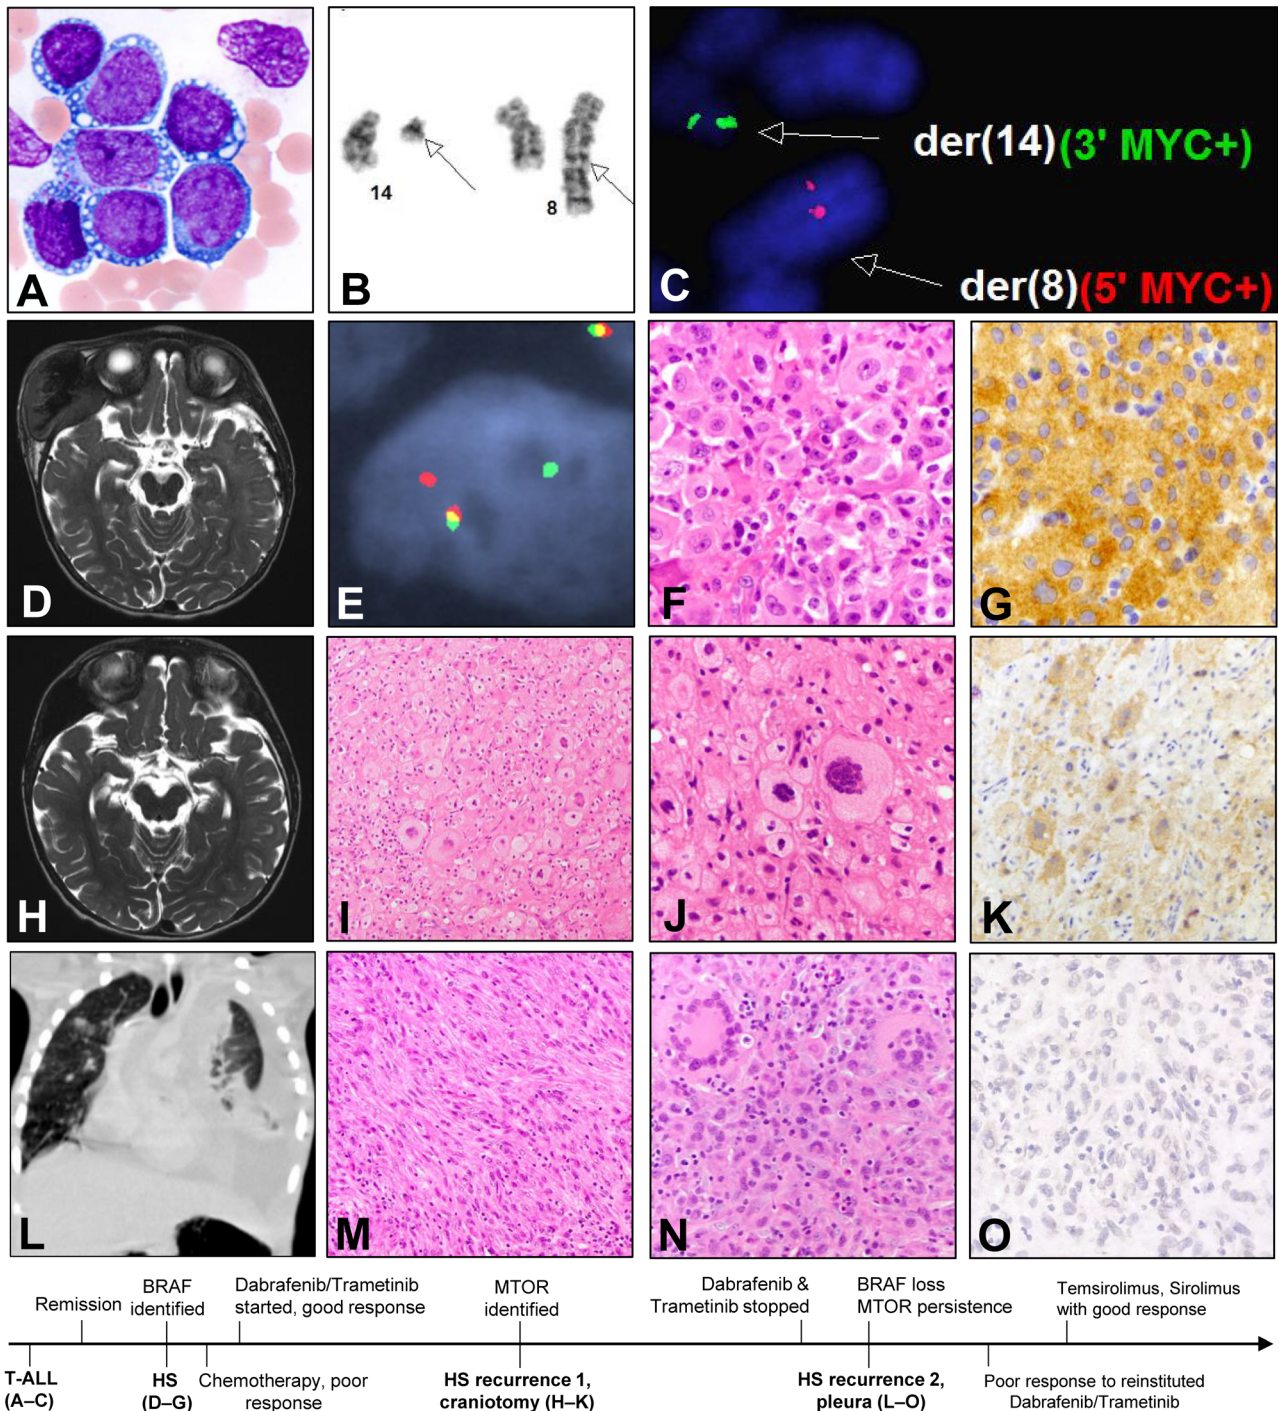 A
14
8
B
der(14)(3' MYC+)
der(8)(5' MYC+)
C
D
E
F
G
H
I
J
K
L
M
N
O
Remission
BRAF
identified
Dabrafenib/Trametinib
started, good response
MTOR
identified
Dabrafenib &
Trametinib stopped
BRAF loss
MTOR persistence
Temsirolimus, Sirolimus
with good response
T-ALL
(A–C)
HS
(D–G)
Chemotherapy, poor
response
HS recurrence 1,
craniotomy (H–K)
HS recurrence 2,
pleura (L–O)
Poor response to reinstituted
Dabrafenib/Trametinib